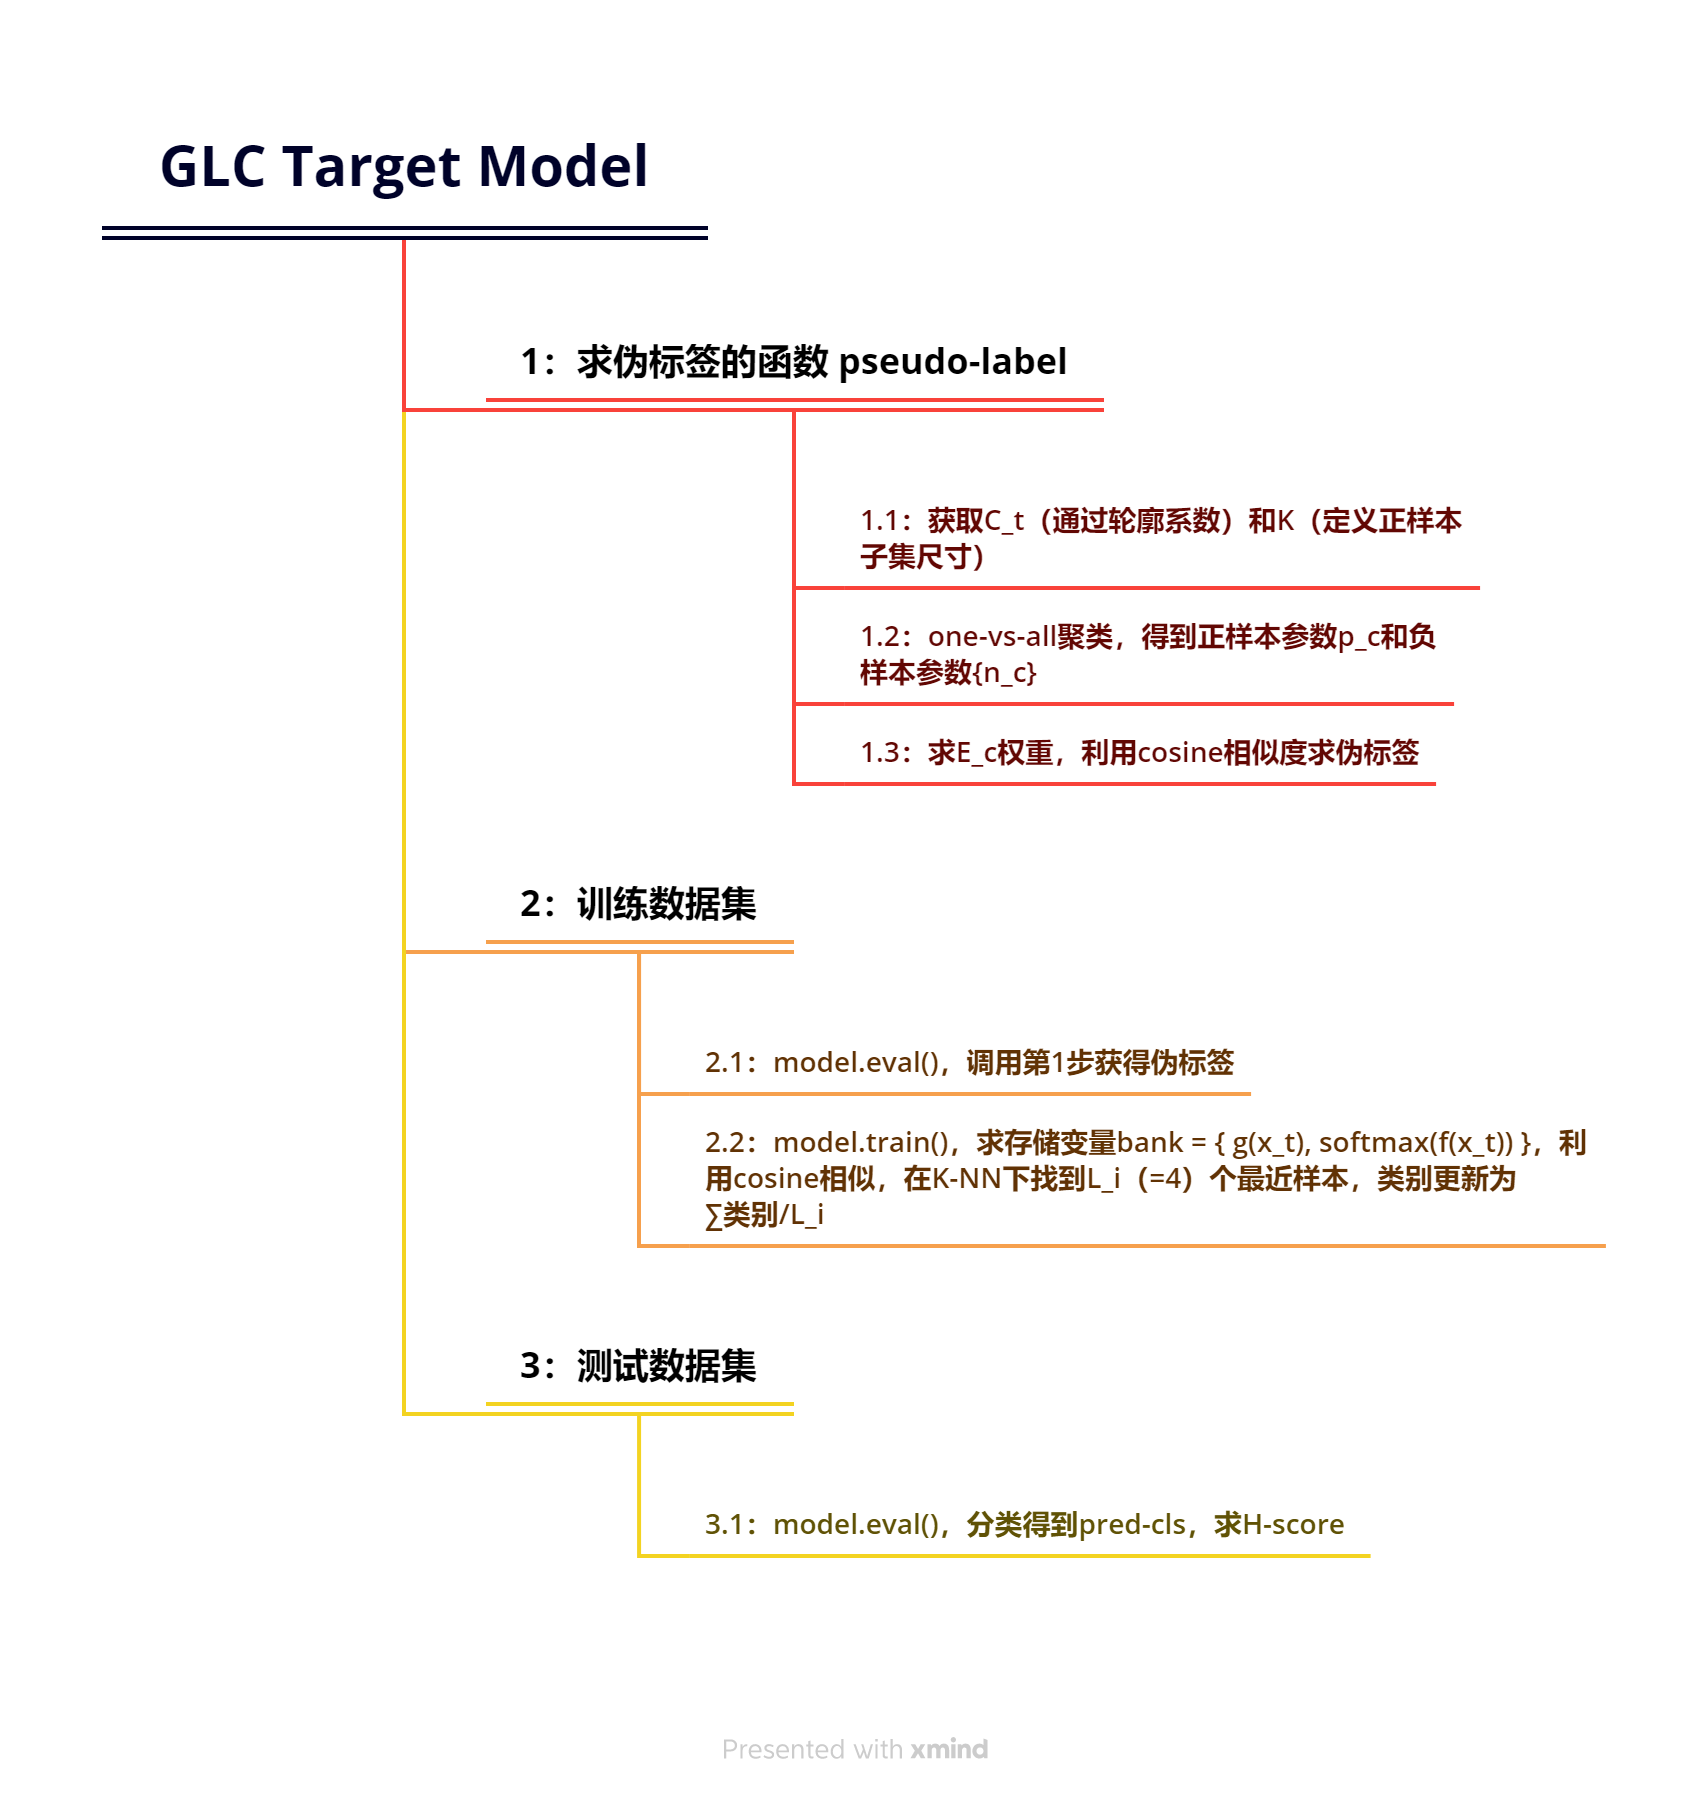 GLC Target Model
1：求伪标签的函数 pseudo-label
1.1：获取C_t（通过轮廓系数）和K（定义正样本
子集尺寸）
1.2：one-vs-all聚类，得到正样本参数p_c和负
样本参数{n_c}
1.3：求E_c权重，利用cosine相似度求伪标签
2：训练数据集
2.1：model.eval()，调用第1步获得伪标签
2.2：model.train()，求存储变量bank = { g(x_t), softmax(f(x_t)) }，利
用cosine相似，在K-NN下找到L_i（=4）个最近样本，类别更新为
∑类别/L_i
3：测试数据集
3.1：model.eval()，分类得到pred-cls，求H-score
Presented with xmind